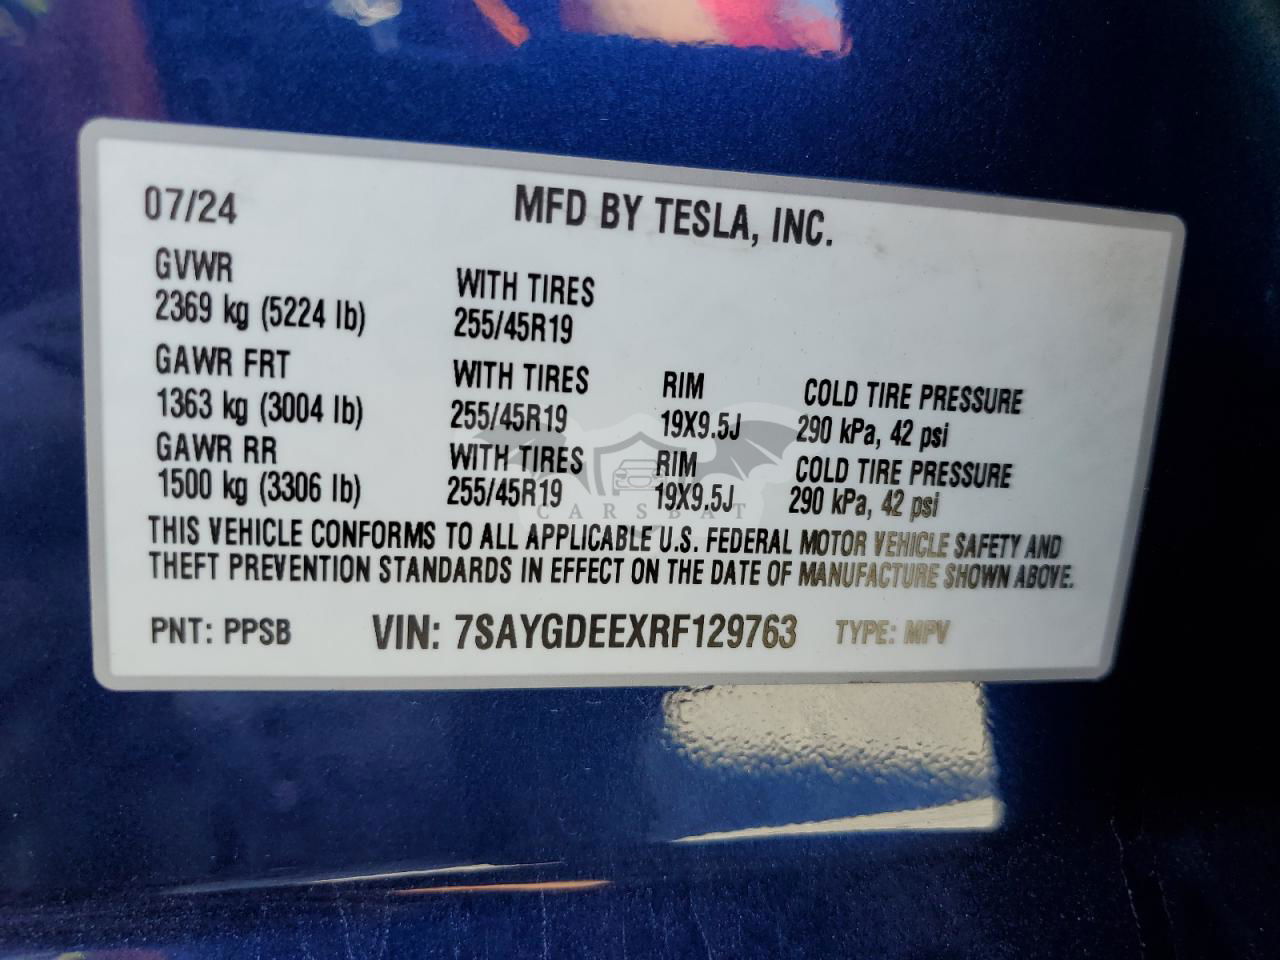 07/24 MFD BY TESLA, INC.
GVWR WITH TIRES
2369 kg (5224 lb) 255/45R19
GAWR FRT WITH TIRES RIM COLD TIRE PRESSURE
1363 kg (3004 lb) 255/45R19 19X9.5J 290 kPa, 42 psi
GAWR RR WITH TIRES RIM COLD TIRE PRESSURE
1500 kg (3306 lb) 255/45R19 19X9.5J 290 kPa, 42 psi
CARSBAT
THIS VEHICLE CONFORMS TO ALL APPLICABLE U.S. FEDERAL MOTOR VEHICLE SAFETY AND
THEFT PREVENTION STANDARDS IN EFFECT ON THE DATE OF MANUFACTURE SHOWN ABOVE.
PNT: PPSB VIN: 7SAYGDEEXRF129763 TYPE: MPV